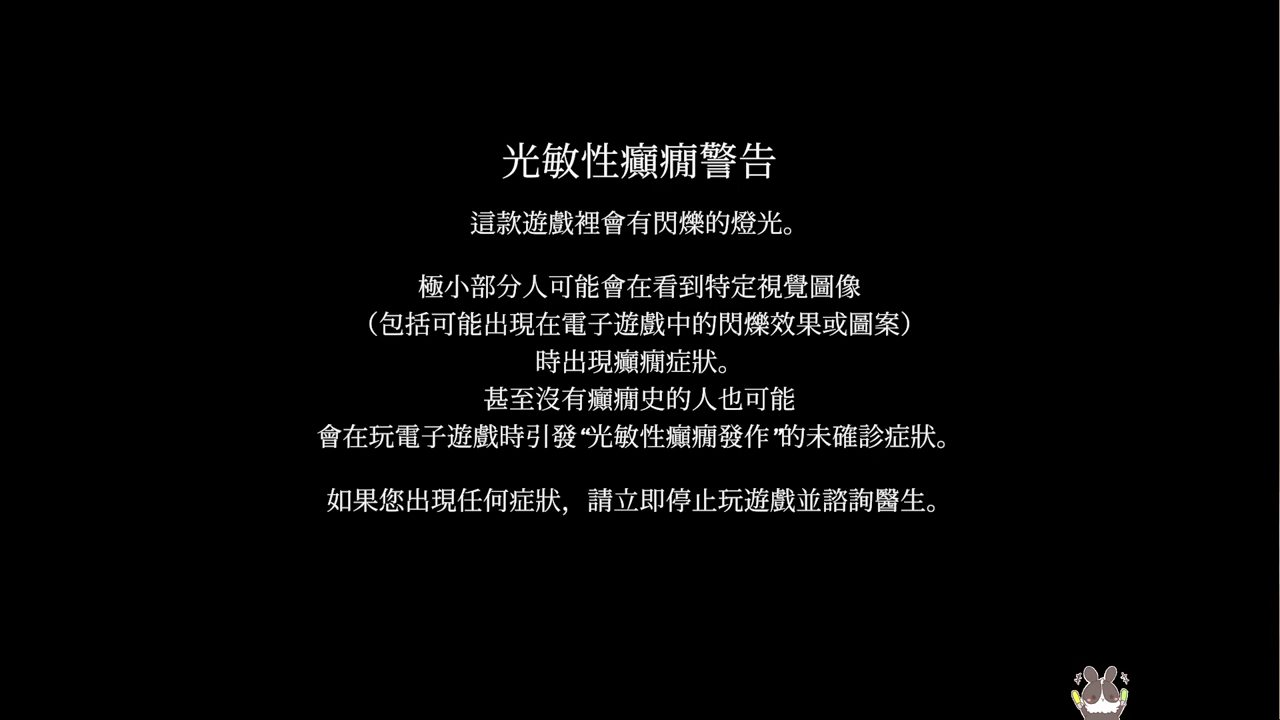 光敏性癲癇警告
這款遊戲裡會有閃爍的燈光。
極小部分人可能會在看到特定視覺圖像
（包括可能出現在電子遊戲中的閃爍效果或圖案）
時出現癲癇症狀。
甚至沒有癲癇史的人也可能
會在玩電子遊戲時引發“光敏性癲癇發作”的未確診症狀。
如果您出現任何症狀，請立即停止玩遊戲並諮詢醫生。